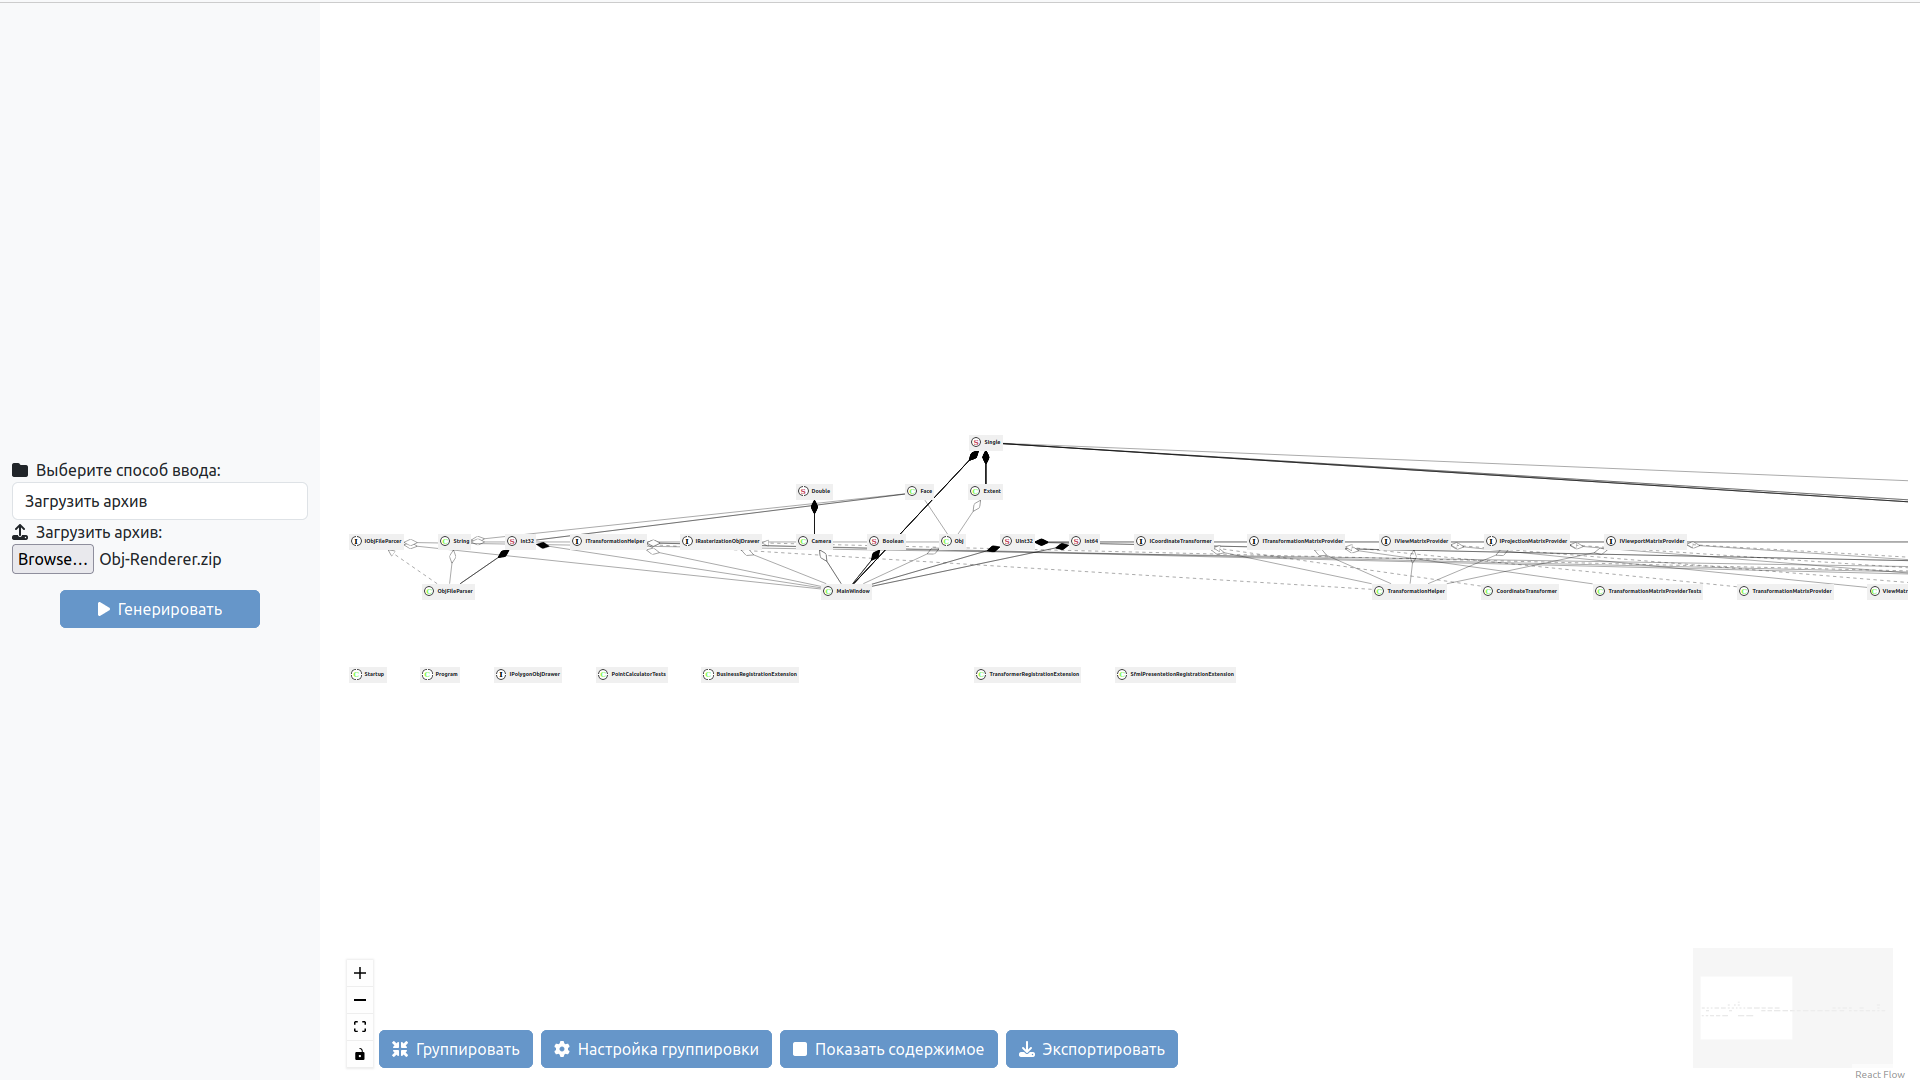 Выберите способ ввода:
Загрузить архив
Загрузить архив:
Browse... Obj-Renderer.zip
Генерировать
S Single
S Double
C Face
C Extent
I IObjFileParser
C String
S Int32
I ITransformationHelper
I IRasterizationObjDrawer
C Camera
S Boolean
C Obj
S UInt32
S Int64
I ICoordinateTransformer
I ITransformationMatrixProvider
I IViewMatrixProvider
I IProjectionMatrixProvider
I IViewportMatrixProvider
C ObjFileParser
C MainWindow
C TransformationHelper
C CoordinateTransformer
C TransformationMatrixProviderTests
C TransformationMatrixProvider
C ViewMatr
C Startup
C Program
I IPolygonObjDrawer
C PointCalculatorTests
C BusinessRegistrationExtension
C TransformerRegistrationExtension
C SfmlPresentetionRegistrationExtension
Группировать
Настройка группировки
Показать содержимое
Экспортировать
React Flow